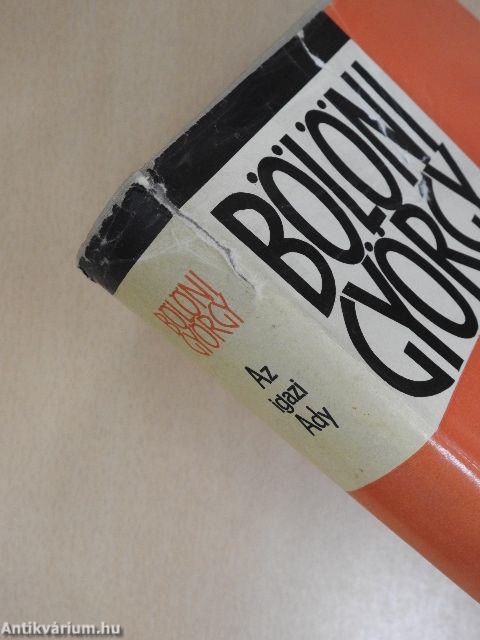 BÖLÖNI
GYÖRGY
BÖLÖNI
GYÖRGY
Az
igazi
Ady
Antikvárium.hu